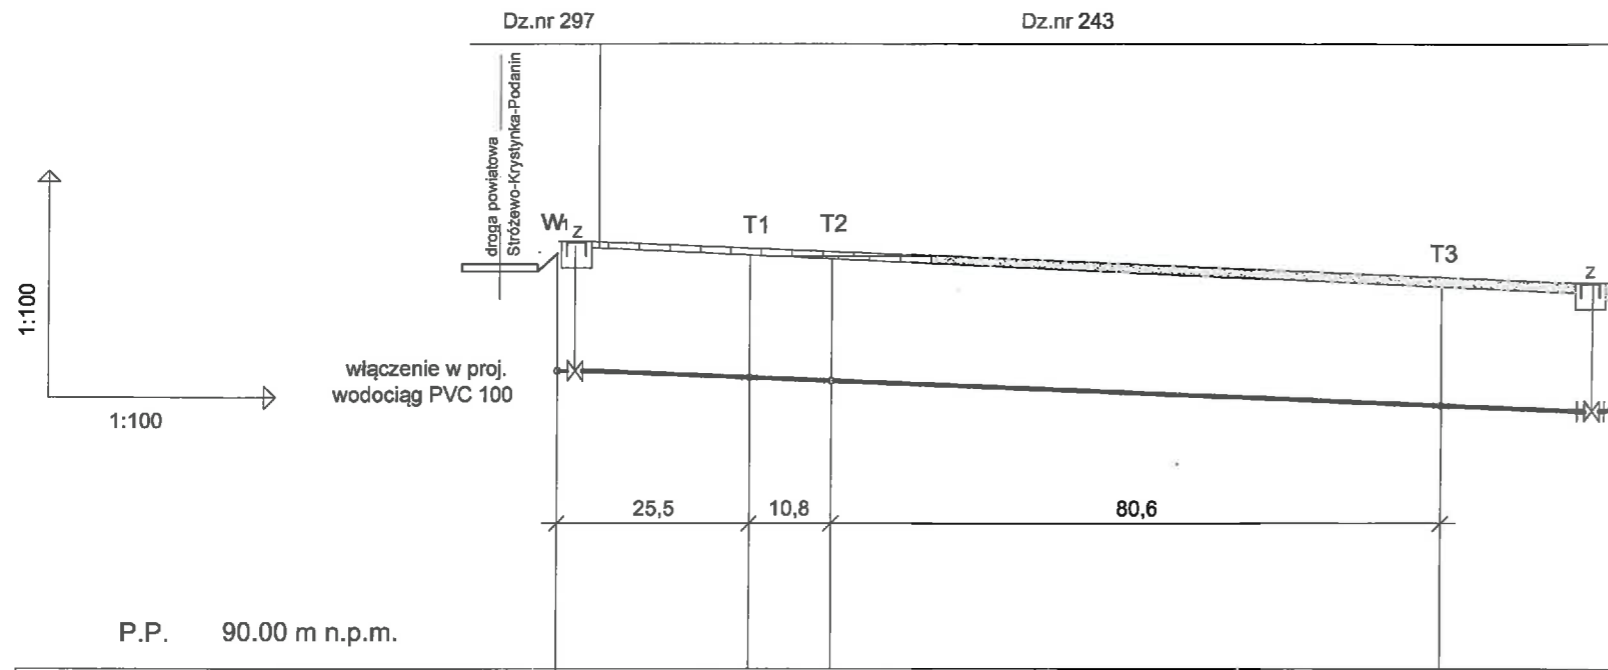 Dz.nr 297
Dz.nr 243
droga powiatowa
Stróżewo-Krystynka-Podanin
W1
z
T1
T2
T3
z
1:100
1:100
włączenie w proj.
wodociąg PVC 100
25,5
10,8
80,6
P.P. 90.00 m n.p.m.